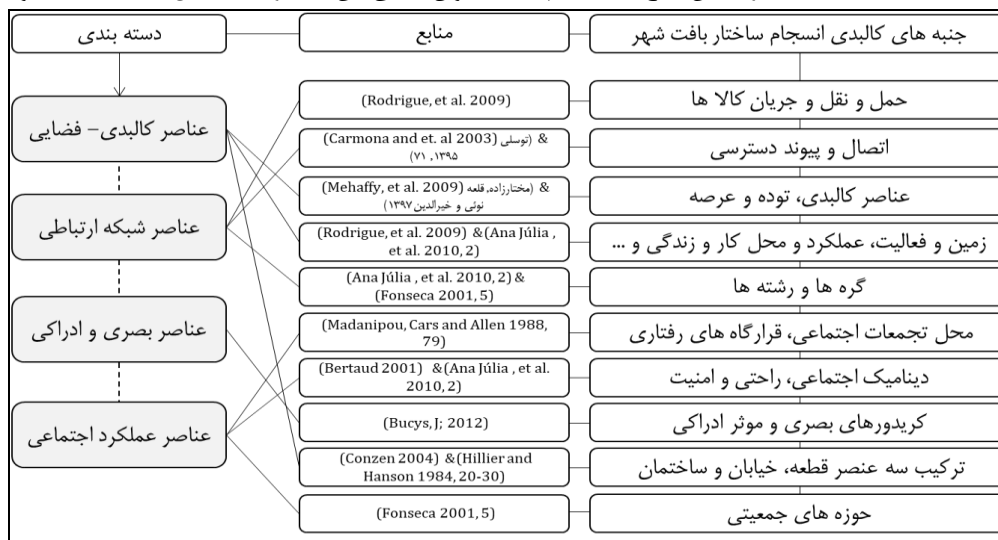 جنبه های کالبدی انسجام ساختار بافت شهر
منابع
دسته بندی
حمل و نقل و جریان کالا ها
(Rodrigue, et al. 2009)
اتصال و پیوند دسترسی
(Carmona and et. al 2003) & (توسلی
۱۳۹۵, ۷۱)
عناصر کالبدی، توده و عرصه
(Mehaffy, et al. 2009) & (مختارزاده, قلعه
نوئی و خیرالدین ۱۳۹۷)
زمین و فعالیت، عملکرد و محل کار و زندگی و ...
(Rodrigue, et al. 2009) &(Ana Júlia ,
et al. 2010, 2)
گره ها و رشته ها
(Ana Júlia , et al. 2010, 2) &
(Fonseca 2001, 5)
محل تجمعات اجتماعی، قرارگاه های رفتاری
(Madanipou, Cars and Allen 1988,
79)
دینامیک اجتماعی، راحتی و امنیت
(Bertaud 2001) &(Ana Júlia , et al.
2010, 2)
کریدورهای بصری و موثر ادراکی
(Bucys, J; 2012)
ترکیب سه عنصر قطعه، خیابان و ساختمان
(Conzen 2004) &(Hillier and
Hanson 1984, 20-30)
حوزه های جمعیتی
(Fonseca 2001, 5)
عناصر کالبدی– فضایی
عناصر شبکه ارتباطی
عناصر بصری و ادراکی
عناصر عملکرد اجتماعی